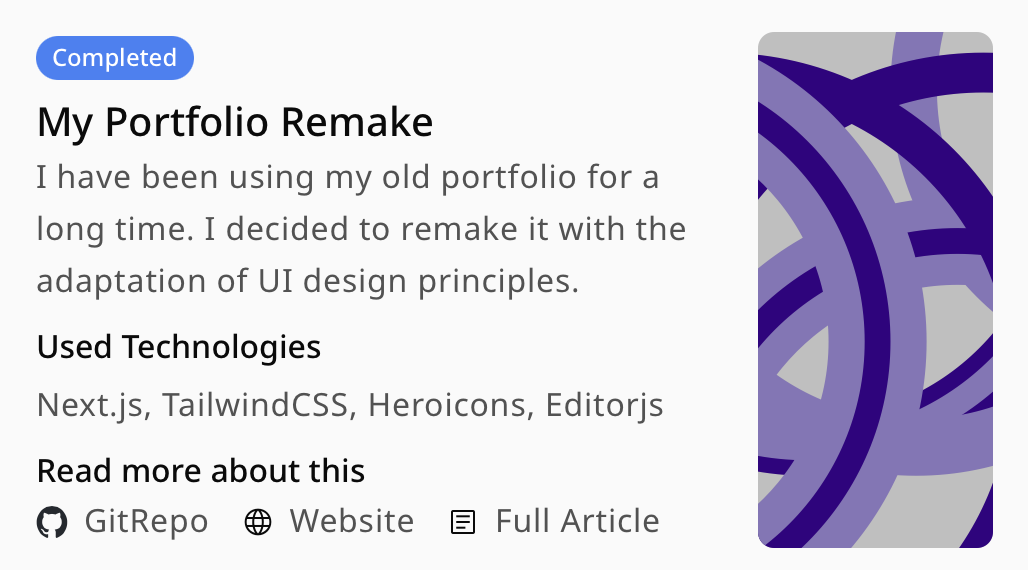 Completed
My Portfolio Remake
I have been using my old portfolio for a
long time. I decided to remake it with the
adaptation of UI design principles.
Used Technologies
Next.js, TailwindCSS, Heroicons, Editorjs
Read more about this
GitRepo Website Full Article